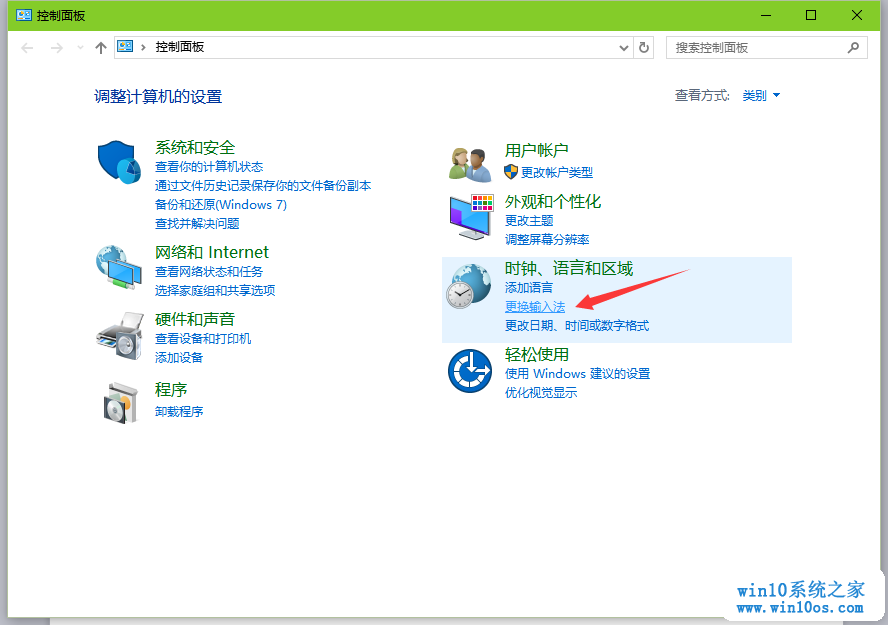 控制面板
控制面板
搜索控制面板
调整计算机的设置
查看方式: 类别
系统和安全
查看你的计算机状态
通过文件历史记录保存你的文件备份副本
备份和还原(Windows 7)
查找并解决问题
网络和 Internet
查看网络状态和任务
选择家庭组和共享选项
硬件和声音
查看设备和打印机
添加设备
程序
卸载程序
用户帐户
更改帐户类型
外观和个性化
更改主题
调整屏幕分辨率
时钟、语言和区域
添加语言
更换输入法
更改日期、时间或数字格式
轻松使用
使用 Windows 建议的设置
优化视觉显示
win10系统之家
www.win10os.com